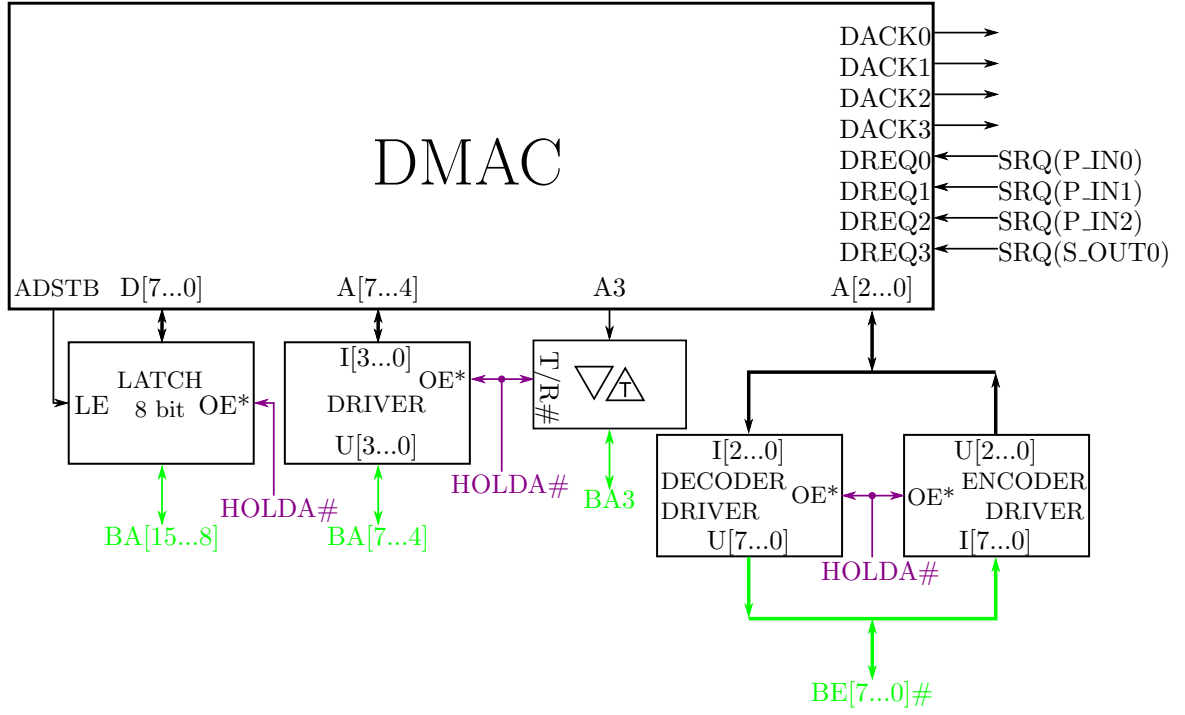 DACK0
DACK1
DACK2
DACK3
DMAC
DREQ0 SRQ(P_IN0)
DREQ1 SRQ(P_IN1)
DREQ2 SRQ(P_IN2)
DREQ3 SRQ(S_OUT0)
ADSTB D[7...0] A[7...4] A3 A[2...0]
LATCH
8 bit
LE
OE*
I[3...0]
OE*
DRIVER
U[3...0]
T/R#
T
HOLDA#
HOLDA#
BA[15...8]
BA[7...4]
BA3
I[2...0]
DECODER
OE*
DRIVER
U[7...0]
U[2...0]
ENCODER
OE*
DRIVER
I[7...0]
HOLDA#
BE[7...0]#